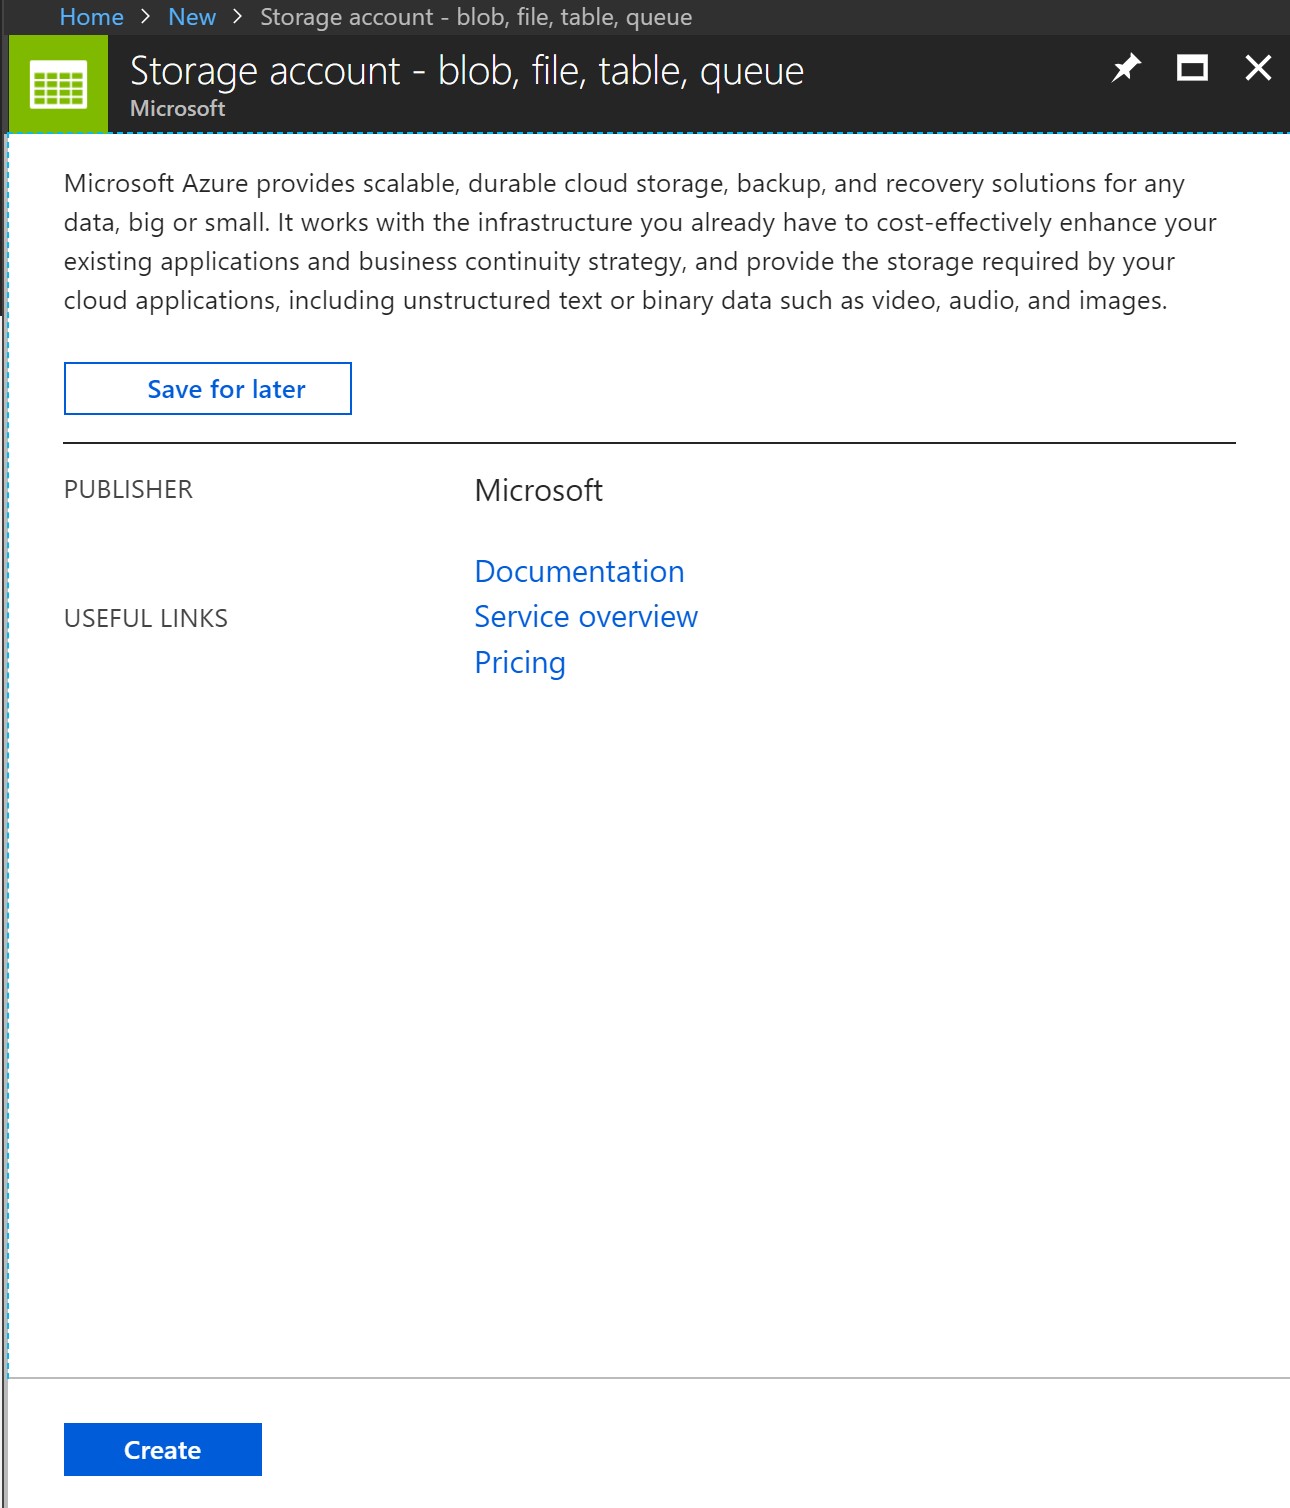 Home > New > Storage account - blob, file, table, queue
Storage account - blob, file, table, queue
Microsoft
Microsoft Azure provides scalable, durable cloud storage, backup, and recovery solutions for any
data, big or small. It works with the infrastructure you already have to cost-effectively enhance your
existing applications and business continuity strategy, and provide the storage required by your
cloud applications, including unstructured text or binary data such as video, audio, and images.
Save for later
PUBLISHER Microsoft
Documentation
USEFUL LINKS Service overview
Pricing
Create